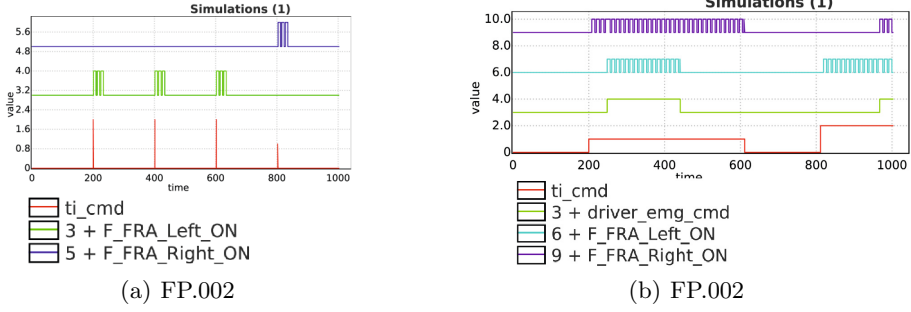 Simulations (1)
5.6
4.8
4.0
3.2
2.4
1.6
0.8
0
value
0 200 400 600 800 1000
time
ti_cmd
3 + F_FRA_Left_ON
5 + F_FRA_Right_ON
(a) FP.002
Simulations (1)
10.0
8.0
6.0
4.0
2.0
0
value
0 200 400 600 800 1000
time
ti_cmd
3 + driver_emg_cmd
6 + F_FRA_Left_ON
9 + F_FRA_Right_ON
(b) FP.002